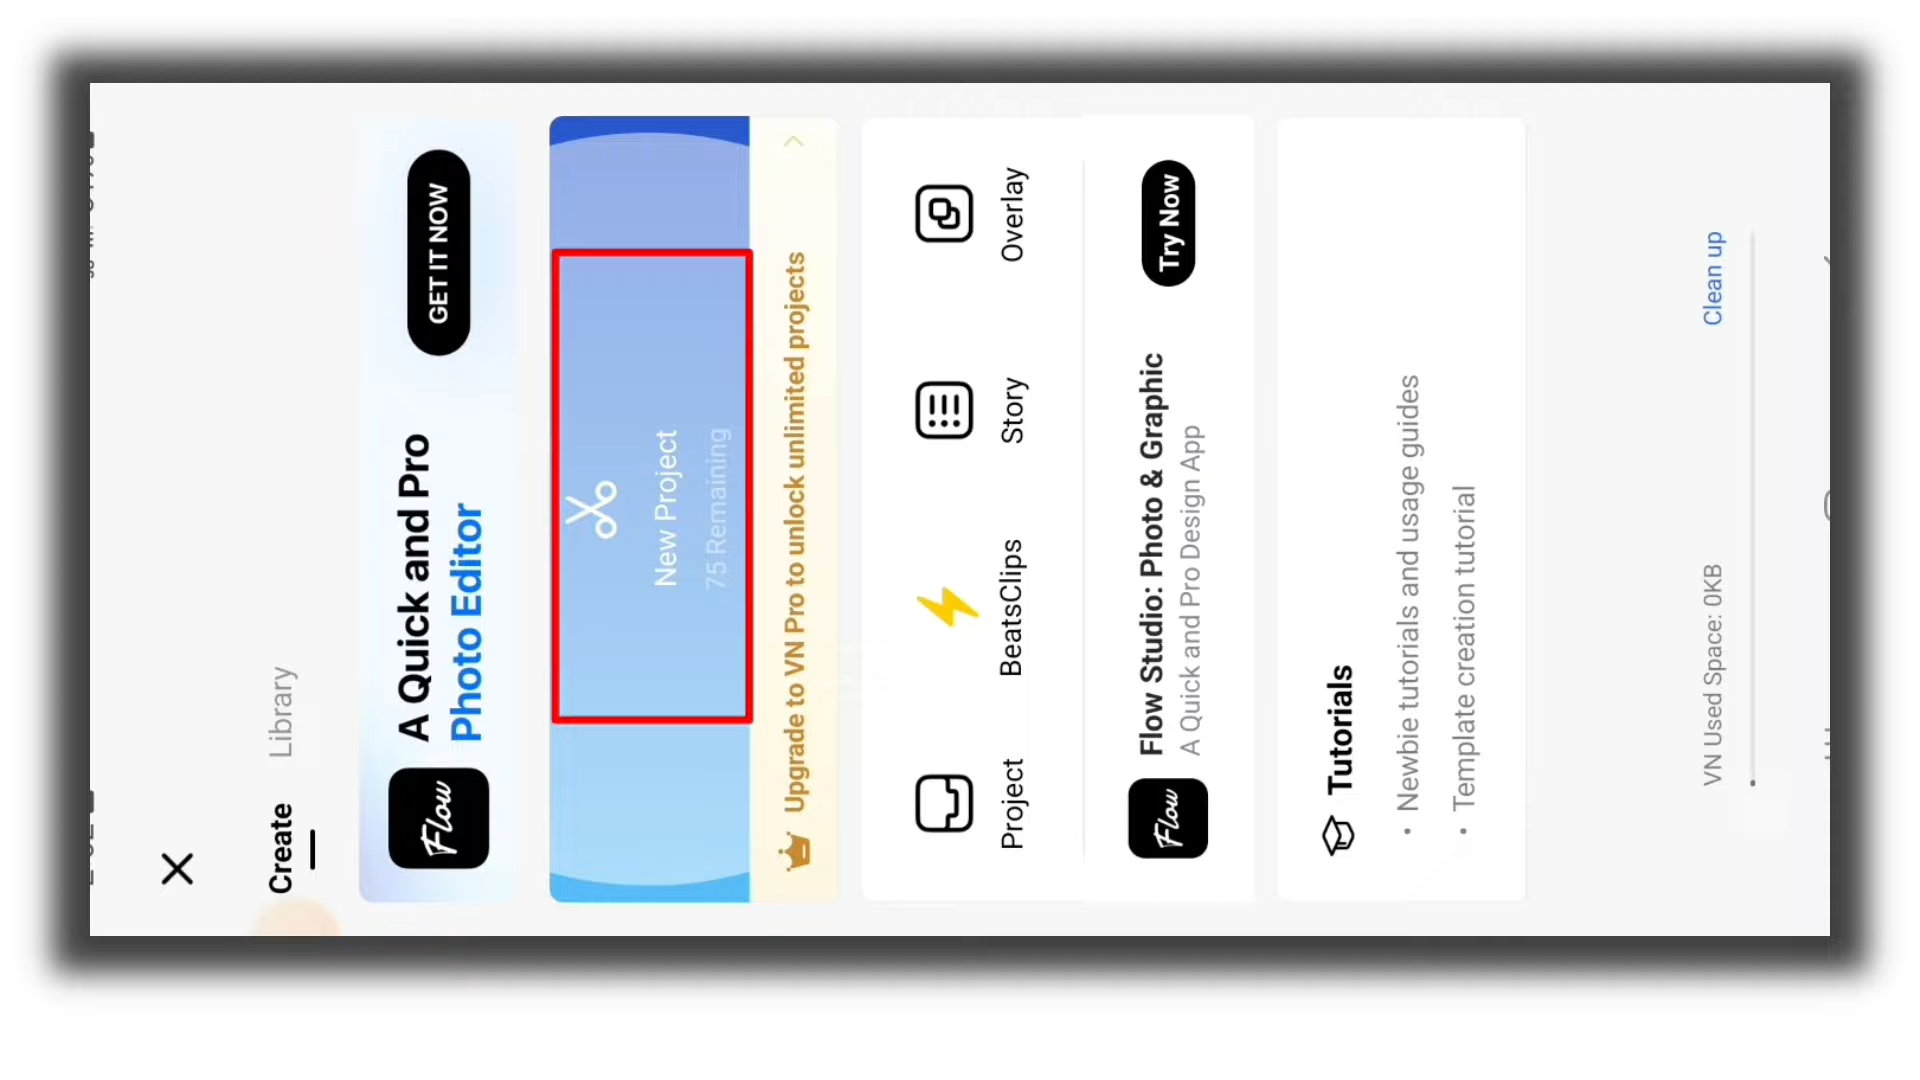 Create Library
Flow
A Quick and Pro
Photo Editor
GET IT NOW
New Project
75 Remaining
Upgrade to VN Pro to unlock unlimited projects
Project
BeatsClips
Story
Overlay
Flow
Flow Studio: Photo & Graphic
A Quick and Pro Design App
Try Now
Tutorials
• Newbie tutorials and usage guides
• Template creation tutorial
VN Used Space: 0KB
Clean up